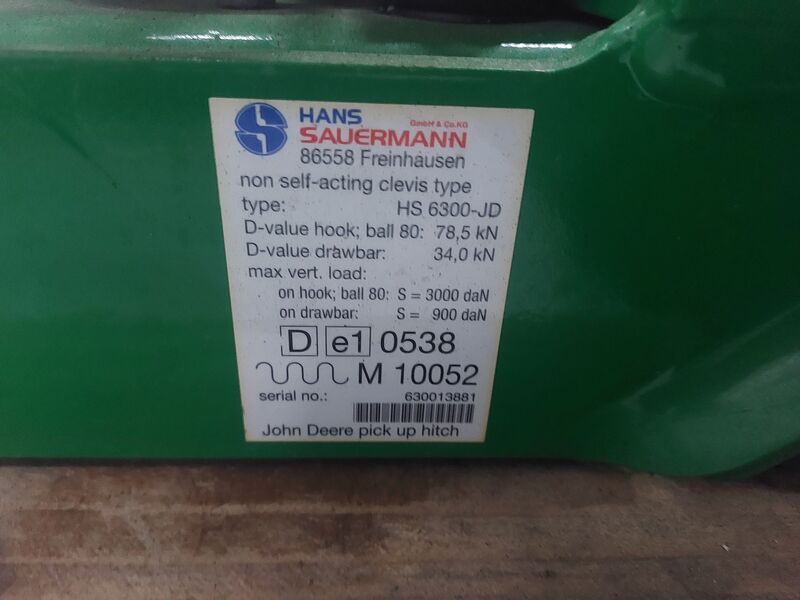 HANS
SAUERMANN GmbH & Co.KG
86558 Freinhausen
non self-acting clevis type
type: HS 6300-JD
D-value hook; ball 80: 78,5 kN
D-value drawbar: 34,0 kN
max vert. load:
on hook; ball 80: S = 3000 daN
on drawbar: S = 900 daN
D e1 0538
M 10052
serial no.: 630013881
John Deere pick up hitch